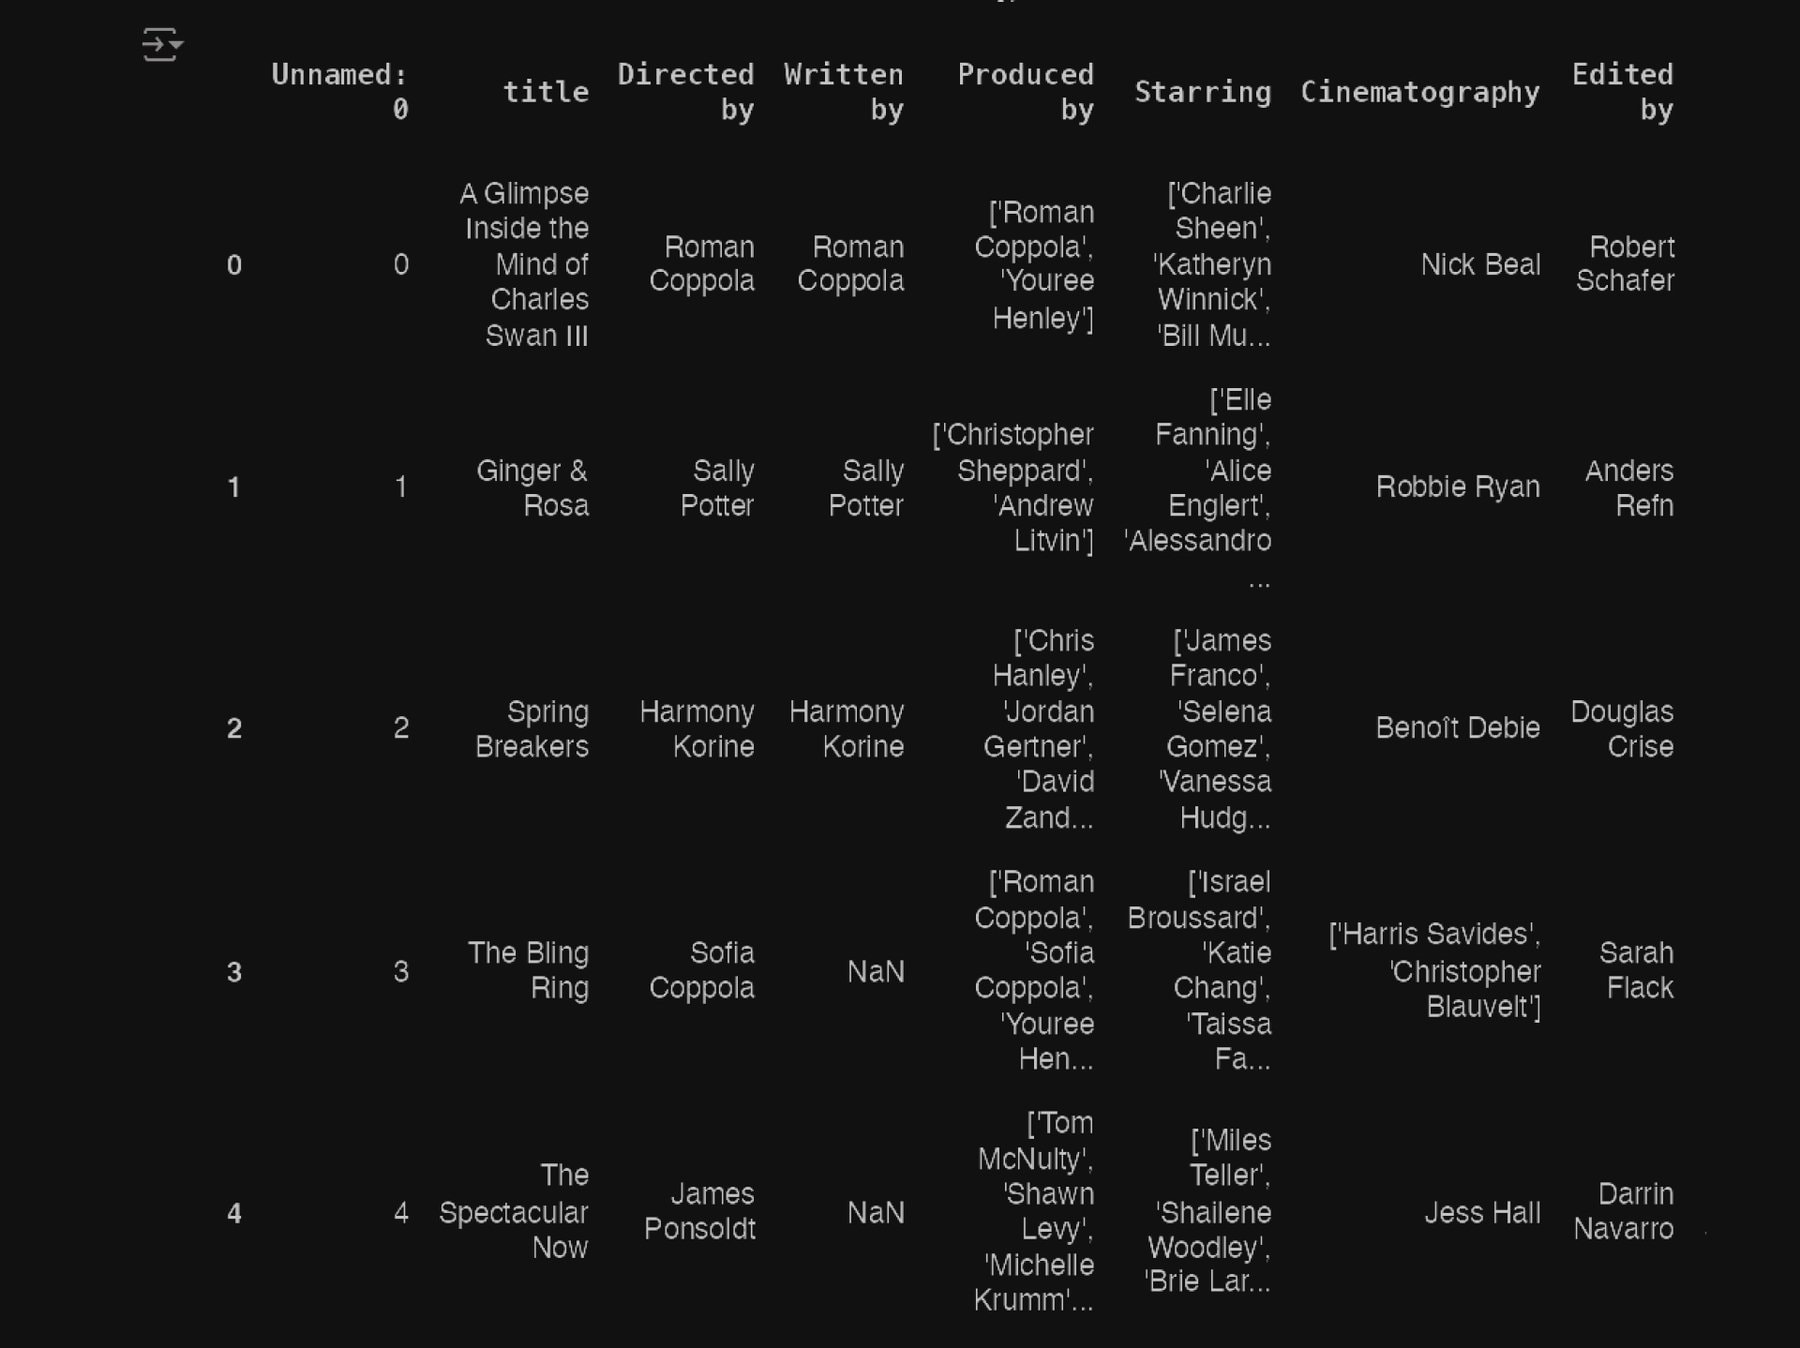 Unnamed: 0 title Directed by Written by Produced by Starring Cinematography Edited by
0 0 A Glimpse Inside the Mind of Charles Swan III Roman Coppola Roman Coppola ['Roman Coppola', 'Youree Henley'] ['Charlie Sheen', 'Katheryn Winnick', 'Bill Mu... Nick Beal Robert Schafer
1 1 Ginger & Rosa Sally Potter Sally Potter ['Christopher Sheppard', 'Andrew Litvin'] ['Elle Fanning', 'Alice Englert', 'Alessandro ... Robbie Ryan Anders Refn
2 2 Spring Breakers Harmony Korine Harmony Korine ['Chris Hanley', 'Jordan Gertner', 'David Zand... ['James Franco', 'Selena Gomez', 'Vanessa Hudg... Benoît Debie Douglas Crise
3 3 The Bling Ring Sofia Coppola NaN ['Roman Coppola', 'Sofia Coppola', 'Youree Hen... ['Israel Broussard', 'Katie Chang', 'Taissa Fa... ['Harris Savides', 'Christopher Blauvelt'] Sarah Flack
4 4 The Spectacular Now James Ponsoldt NaN ['Tom McNulty', 'Shawn Levy', 'Michelle Krumm'... ['Miles Teller', 'Shailene Woodley', 'Brie Lar... Jess Hall Darrin Navarro